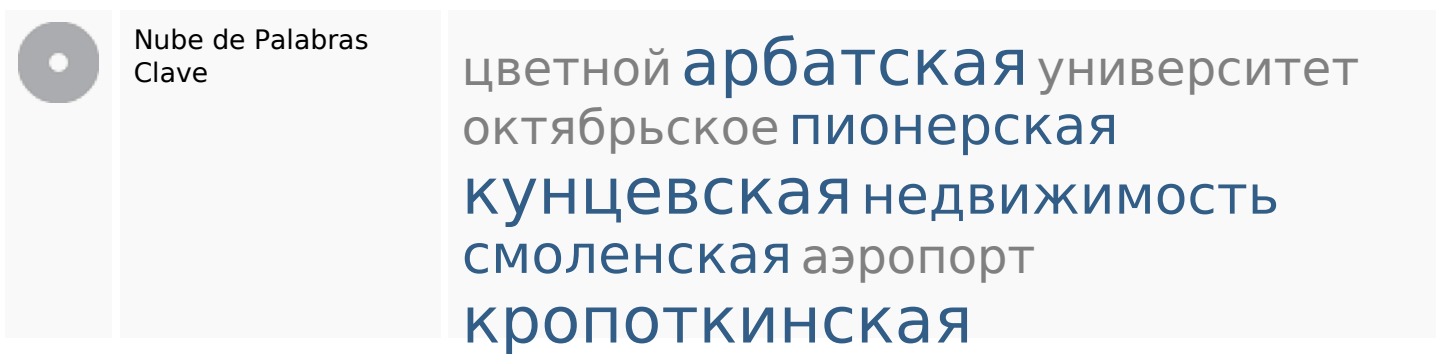 Nube de Palabras
Clave
цветной арбатская университет
октябрьское пионерская
кунцевская недвижимость
смоленская аэропорт
кропоткинская